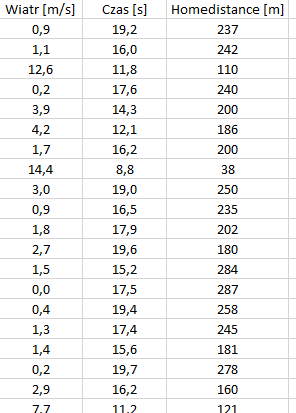 Wiatr [m/s] Czas [s] Homedistance [m]
0,9 19,2 237
1,1 16,0 242
12,6 11,8 110
0,2 17,6 240
3,9 14,3 200
4,2 12,1 186
1,7 16,2 200
14,4 8,8 38
3,0 19,0 250
0,9 16,5 235
1,8 17,9 202
2,7 19,6 180
1,5 15,2 284
0,0 17,5 287
0,4 19,4 258
1,3 17,4 245
1,4 15,6 181
0,2 19,7 278
2,9 16,2 160
7,7 11,2 121